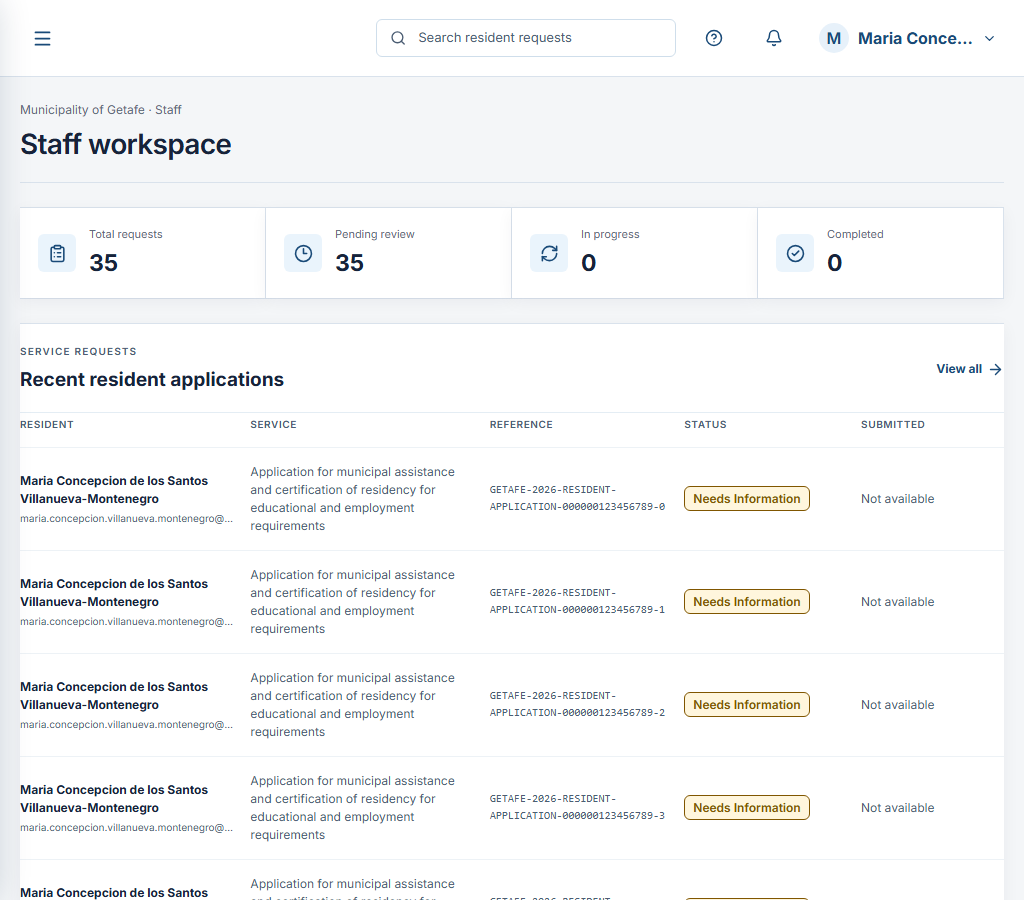 Search resident requests
M
Maria Conce...
Municipality of Getafe · Staff
Staff workspace
Total requests
35
Pending review
35
In progress
0
Completed
0
SERVICE REQUESTS
Recent resident applications
View all
RESIDENT SERVICE REFERENCE STATUS SUBMITTED
Maria Concepcion de los Santos
Villanueva-Montenegro
maria.concepcion.villanueva.montenegro@...
Application for municipal assistance
and certification of residency for
educational and employment
requirements
GETAFE-2026-RESIDENT-
APPLICATION-000000123456789-0
Needs Information
Not available
Maria Concepcion de los Santos
Villanueva-Montenegro
maria.concepcion.villanueva.montenegro@...
Application for municipal assistance
and certification of residency for
educational and employment
requirements
GETAFE-2026-RESIDENT-
APPLICATION-000000123456789-1
Needs Information
Not available
Maria Concepcion de los Santos
Villanueva-Montenegro
maria.concepcion.villanueva.montenegro@...
Application for municipal assistance
and certification of residency for
educational and employment
requirements
GETAFE-2026-RESIDENT-
APPLICATION-000000123456789-2
Needs Information
Not available
Maria Concepcion de los Santos
Villanueva-Montenegro
maria.concepcion.villanueva.montenegro@...
Application for municipal assistance
and certification of residency for
educational and employment
requirements
GETAFE-2026-RESIDENT-
APPLICATION-000000123456789-3
Needs Information
Not available
Maria Concepcion de los Santos
Application for municipal assistance